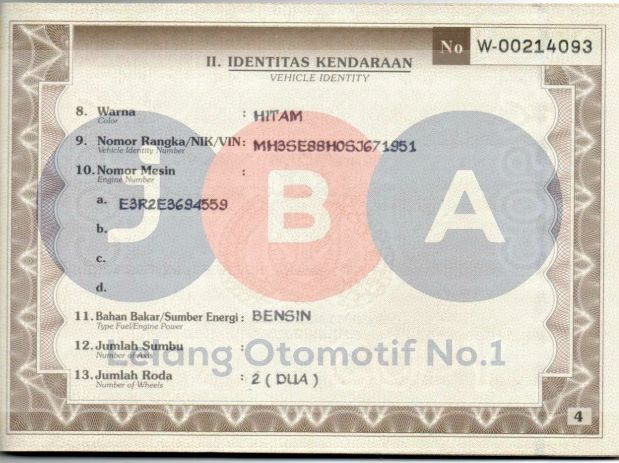 No W-00214093
II. IDENTITAS KENDARAAN
VEHICLE IDENTITY
8. Warna : HITAM
Color
9. Nomor Rangka/NIK/VIN: MH3SE88H0SJ671951
Vehicle Identity Number
10. Nomor Mesin :
Engine Number
a. E3R2E3694559
b.
c.
d.
J B A
11. Bahan Bakar/Sumber Energi : BENSIN
Type Fuel/Engine Power
12. Jumlah Sumbu :
Number of Axis
Lelang Otomotif No.1
13. Jumlah Roda : 2 ( DUA )
Number of Wheels
4